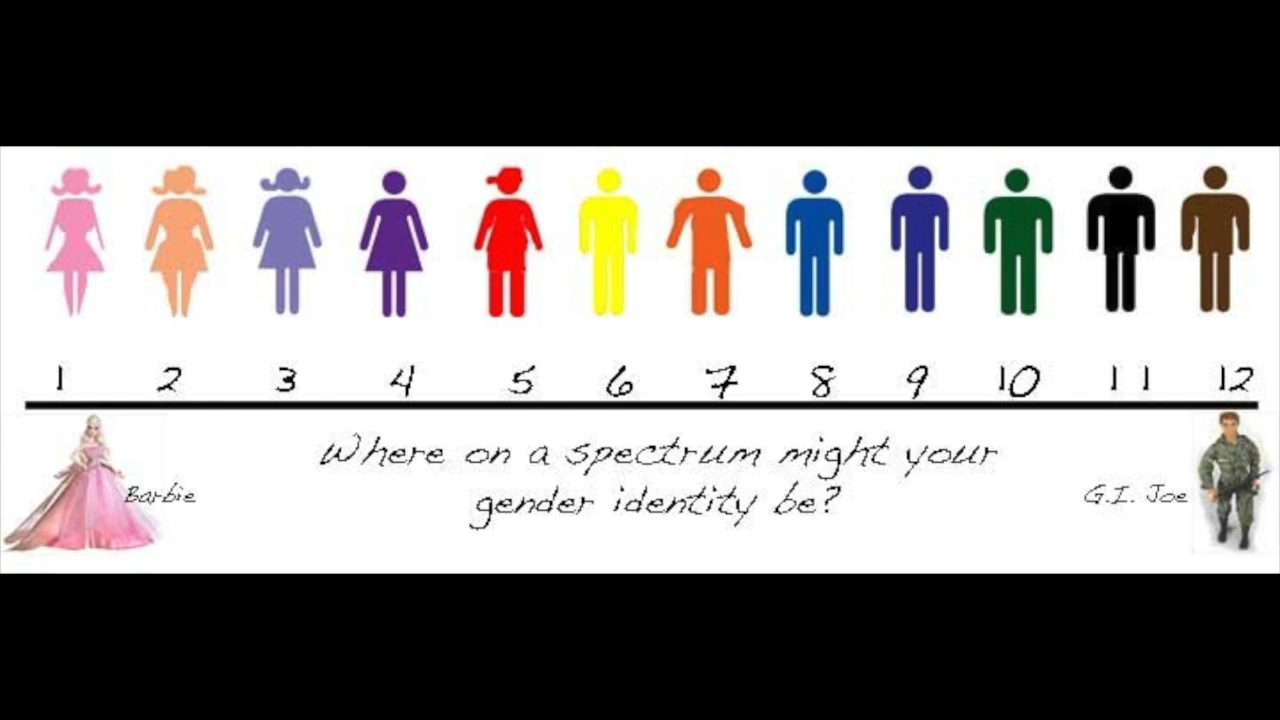 1 2 3 4 5 6 7 8 9 10 11 12
Where on a spectrum might your
gender identity be?
Barbie
G.I. Joe